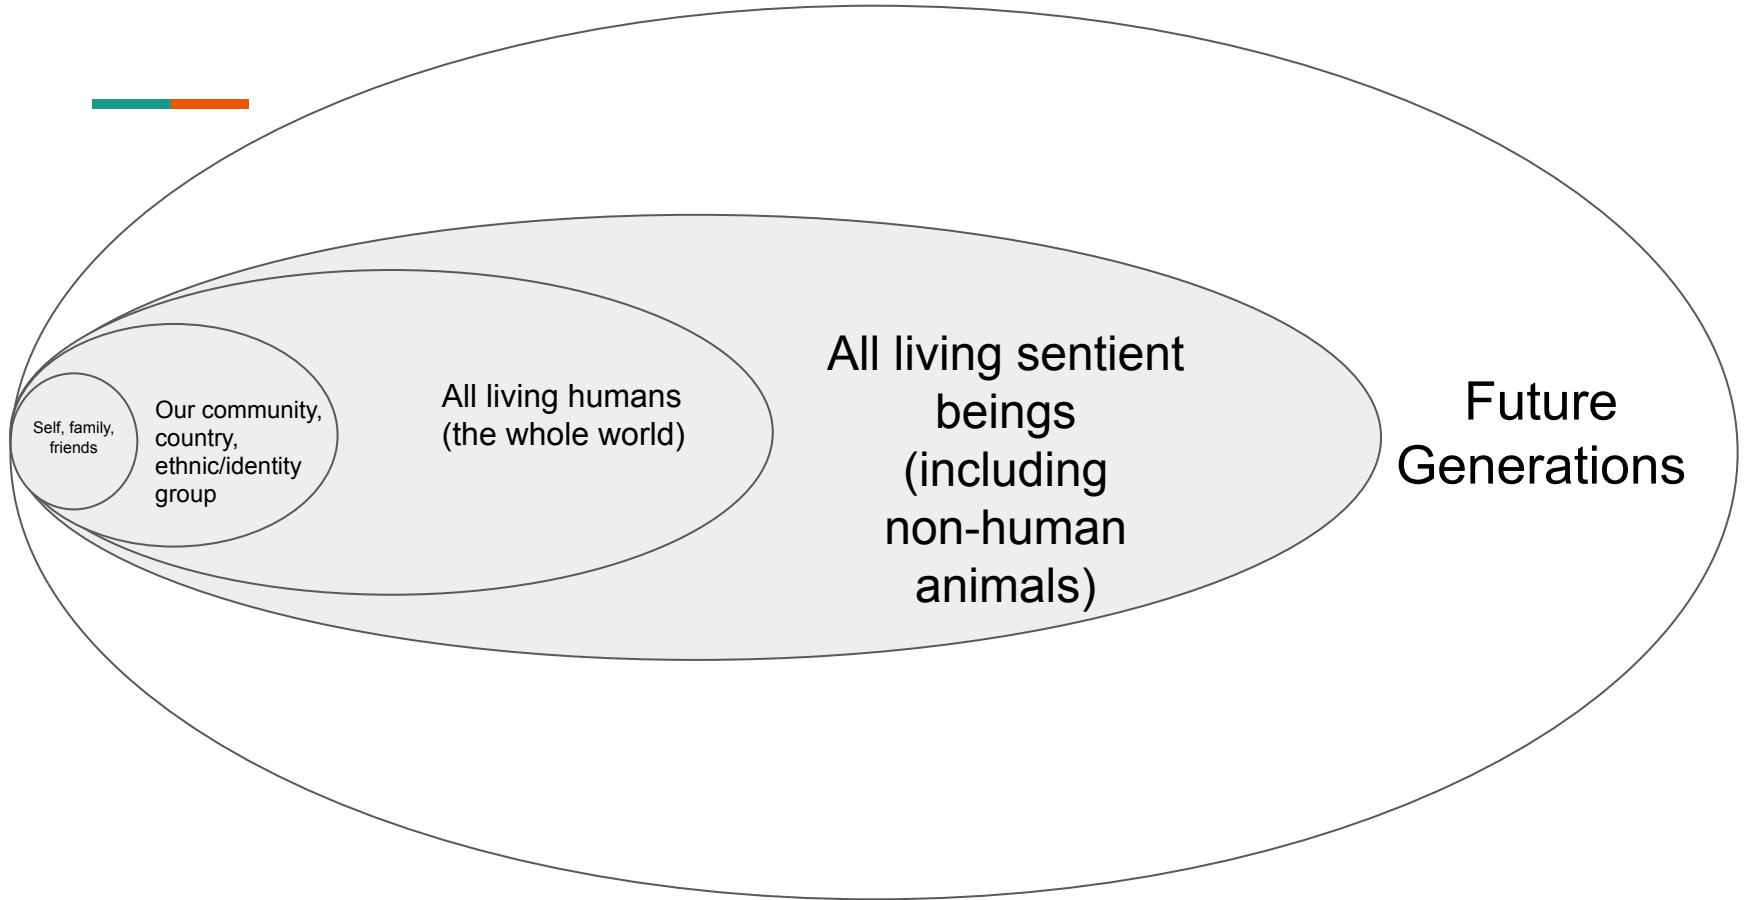 Self, family,
friends
Our community,
country,
ethnic/identity
group
All living humans
(the whole world)
All living sentient
beings
(including
non-human
animals)
Future
Generations